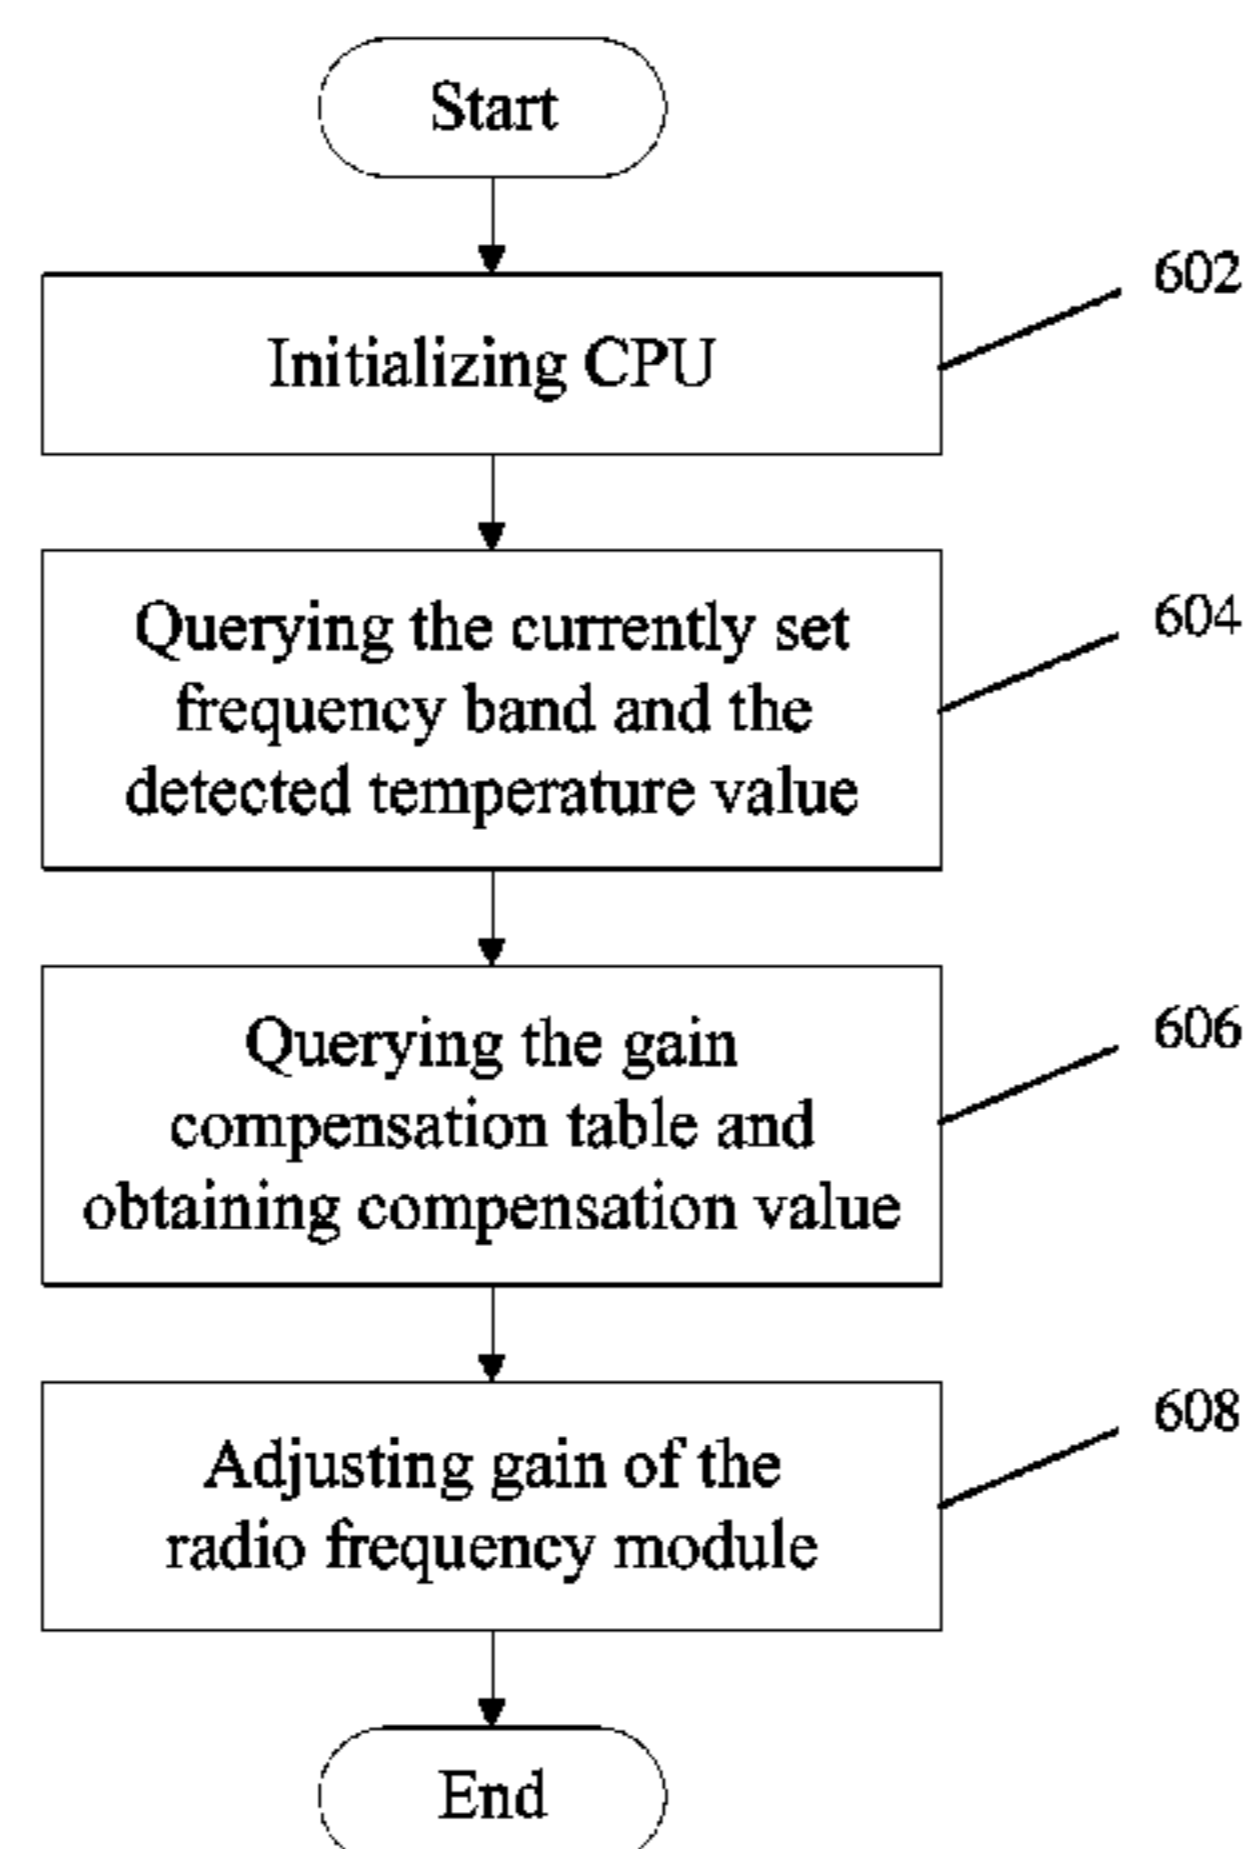 Start
602
Initializing CPU
604
Querying the currently set
frequency band and the
detected temperature value
606
Querying the gain
compensation table and
obtaining compensation value
608
Adjusting gain of the
radio frequency module
End